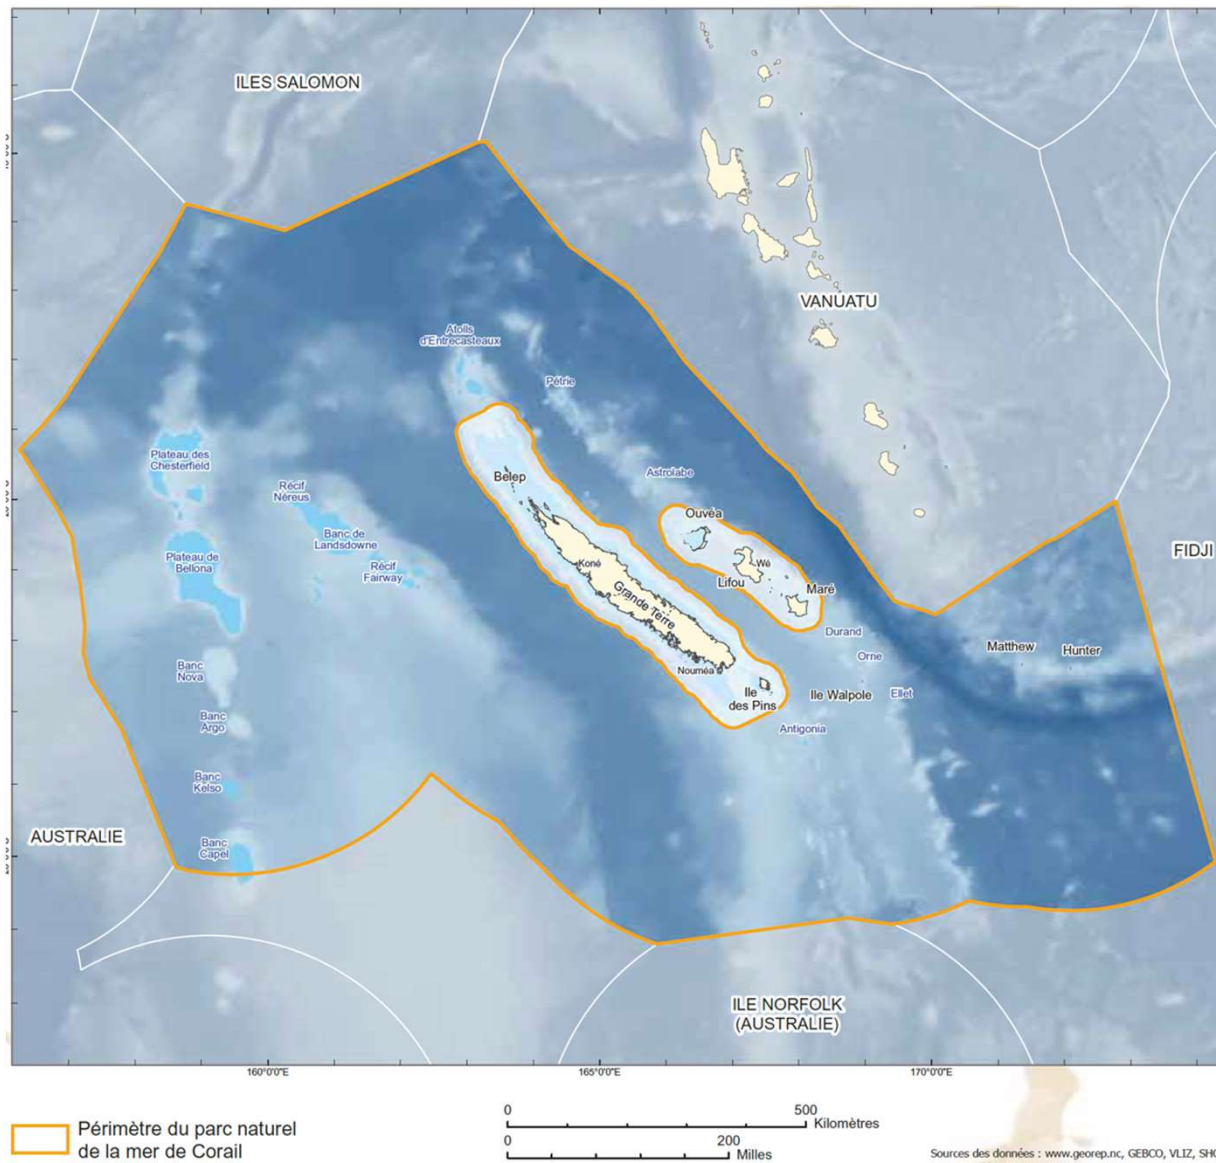 ILES SALOMON
VANUATU
Atolls
d'Entrecasteaux
Pétrie
Plateau des
Chesterfield
Astrolabe
Belep
Récif
Néreus
Ouvéa
Banc de
Landsdowne
Plateau de
Bellona
FIDJI
Koné
Wé
Récif
Fairway
Lifou
Maré
Grande Terre
Durand
Matthew
Hunter
Orne
Banc
Nova
Nouméa
Ile
des Pins
Ile Walpole
Ellet
Banc
Argo
Antigonia
Banc
Kelso
AUSTRALIE
Banc
Capel
ILE NORFOLK
(AUSTRALIE)
160°0'0"E
165°0'0"E
170°0'0"E
Périmètre du parc naturel
de la mer de Corail
0
500
Kilomètres
0
200
Milles
Sources des données : www.georep.nc, GEBCO, VLIZ, SHO